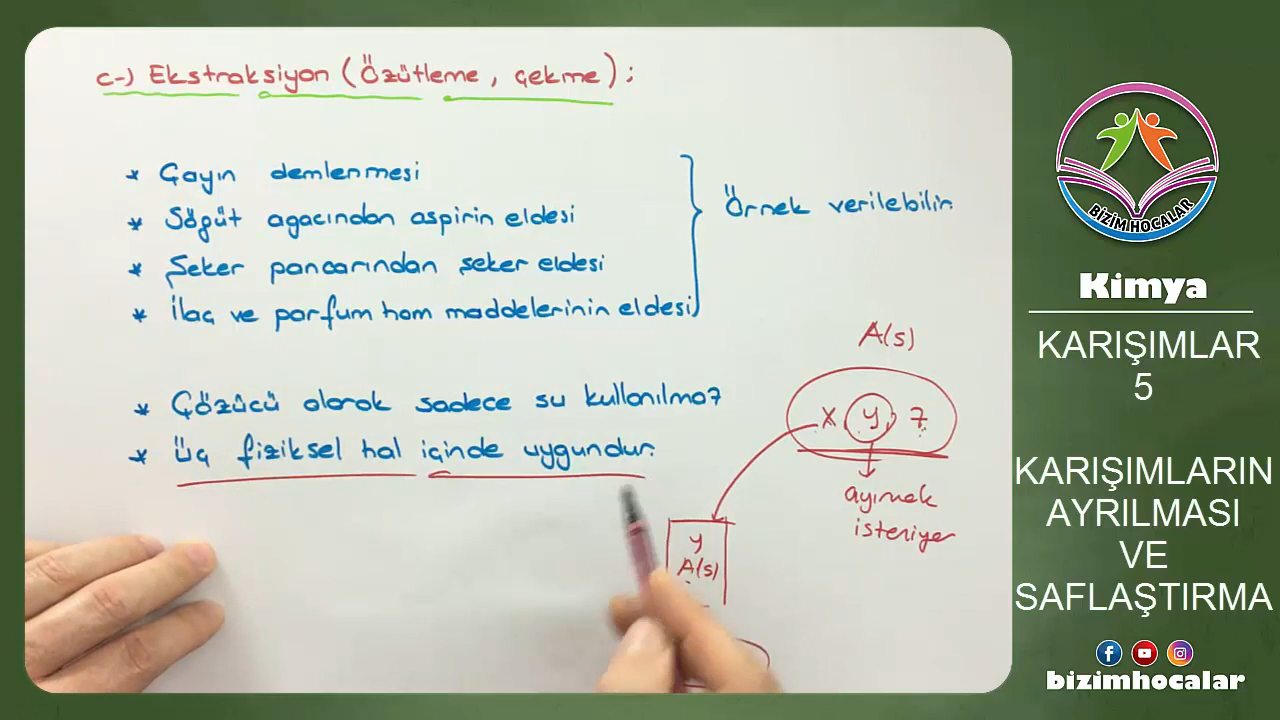 c-) Ekstraksiyon (Özütleme, çekme);
* Çayın demlenmesi
* Söğüt agacından aspirin eldesi
* Şeker pancarından şeker eldesi
* İlaç ve parfum ham maddelerinin eldesi
Örnek verilebilir.
* Çözücü olarak sadece su kullanılmaz
* Üç fiziksel hal içinde uygundur.
A(s)
X Y Z
ayırmak
isteniyor
Y
A(s)
BİZİM HOCALAR
Kimya
KARIŞIMLAR
5
KARIŞIMLARIN
AYRILMASI
VE
SAFLAŞTIRMA
bizimhocalar